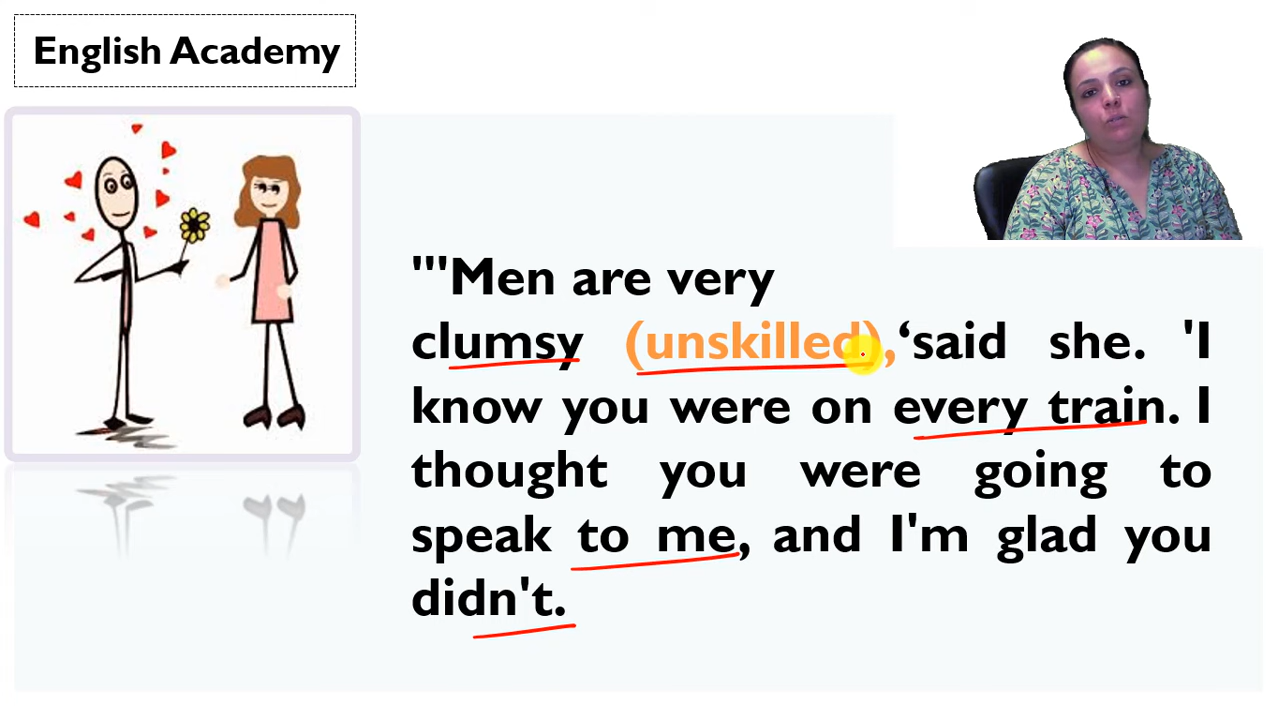 English Academy
"'Men are very
clumsy (unskilled),‘said she. 'I
know you were on every train. I
thought you were going to
speak to me, and I'm glad you
didn't.